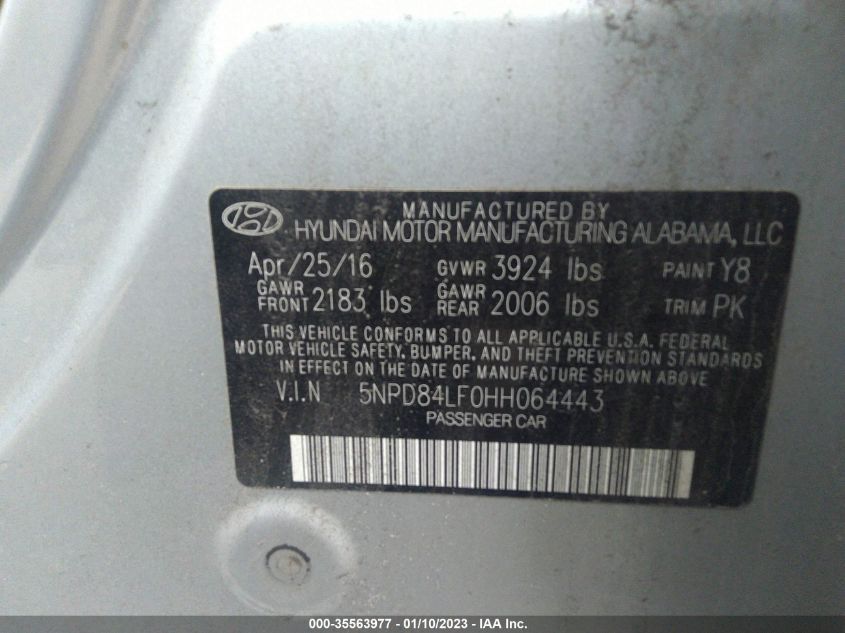 MANUFACTURED BY
HYUNDAI MOTOR MANUFACTURING ALABAMA, LLC
Apr/25/16 GVWR 3924 lbs PAINT Y8
GAWR FRONT 2183 lbs GAWR REAR 2006 lbs TRIM PK
THIS VEHICLE CONFORMS TO ALL APPLICABLE U.S.A. FEDERAL
MOTOR VEHICLE SAFETY, BUMPER, AND THEFT PREVENTION STANDARDS
IN EFFECT ON THE DATE OF MANUFACTURE SHOWN ABOVE
V.I.N 5NPD84LF0HH064443
PASSENGER CAR
000-35563977 - 01/10/2023 - IAA Inc.